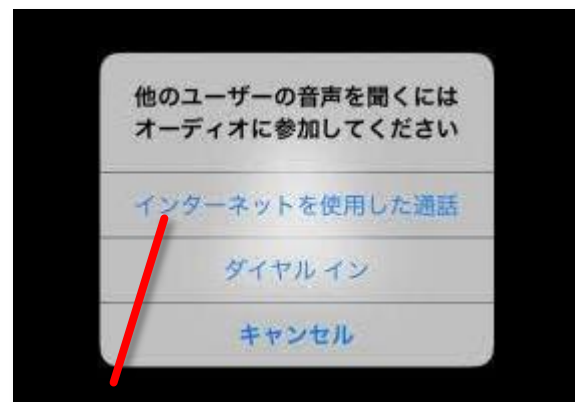 他のユーザーの音声を聞くには
オーディオに参加してください
インターネットを使用した通話
ダイヤル イン
キャンセル